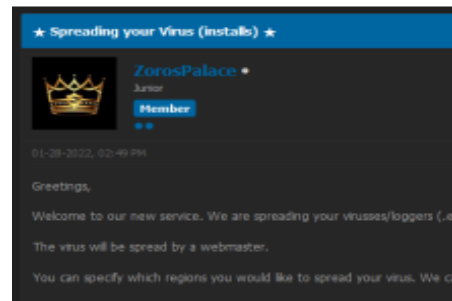 ★ Spreading your Virus (installs) ★
ZorosPalace
Junior
Member
01-28-2022, 02:49 PM
Greetings,
Welcome to our new service. We are spreading your virusses/loggers (.e
The virus will be spread by a webmaster.
You can specify which regions you would like to spread your virus. We ca